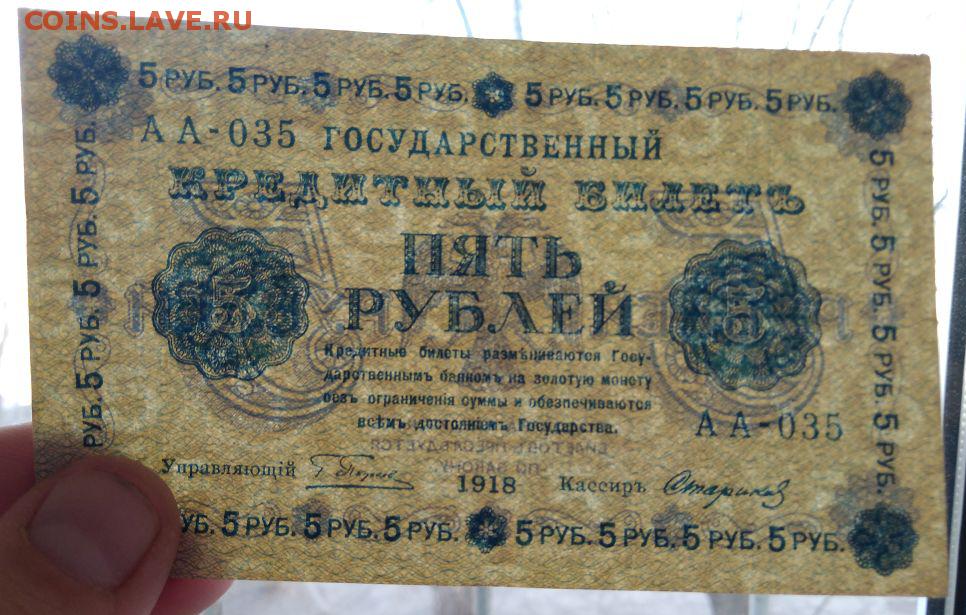 COINS.LAVE.RU
5 РУБ. 5 РУБ. 5 РУБ. 5 РУБ. 5 РУБ. 5 РУБ. 5 РУБ. 5 РУБ.
АА-035 ГОСУДАРСТВЕННЫЙ
КРЕДИТНЫЙ БИЛЕТЪ
ПЯТЬ
РУБЛЕЙ
5
5
Кредитные билеты размѣниваются Госу-
дарственнымъ банкомъ на золотую монету
безъ ограниченія суммы и обезпечиваются
всѣмъ достояніемъ Государства.
АА-035
Управляющій
1918
Кассиръ
УБ. 5 РУБ. 5 РУБ. 5 РУБ. 5 РУБ. 5 РУБ. 5 РУБ. 5 РУБ.
РУБ. 5 РУБ. 5 РУБ. 5 РУБ. 5 РУБ.
5 РУБ. 5 РУБ. 5 РУБ. 5 РУБ.